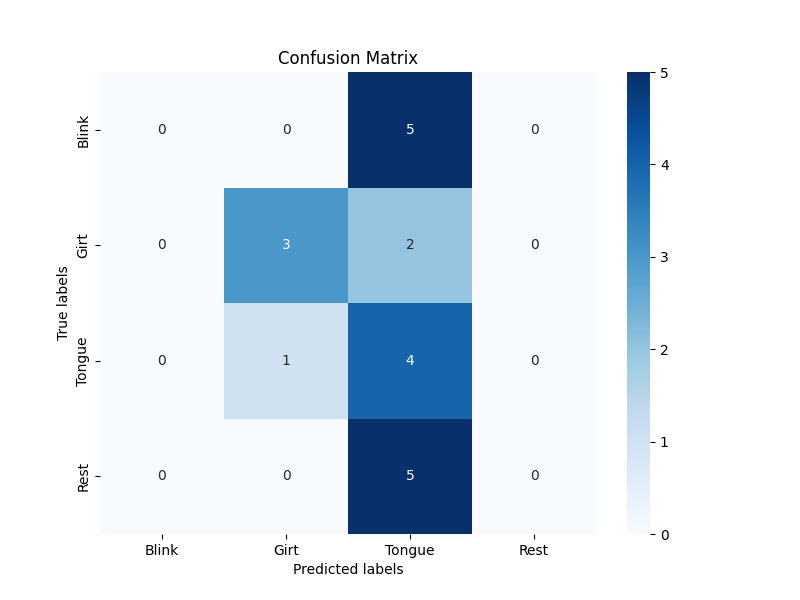 Confusion Matrix
True labels
Blink
0 0 5 0
Girt
0 3 2 0
Tongue
0 1 4 0
Rest
0 0 5 0
Blink Girt Tongue Rest
Predicted labels
5
4
3
2
1
0